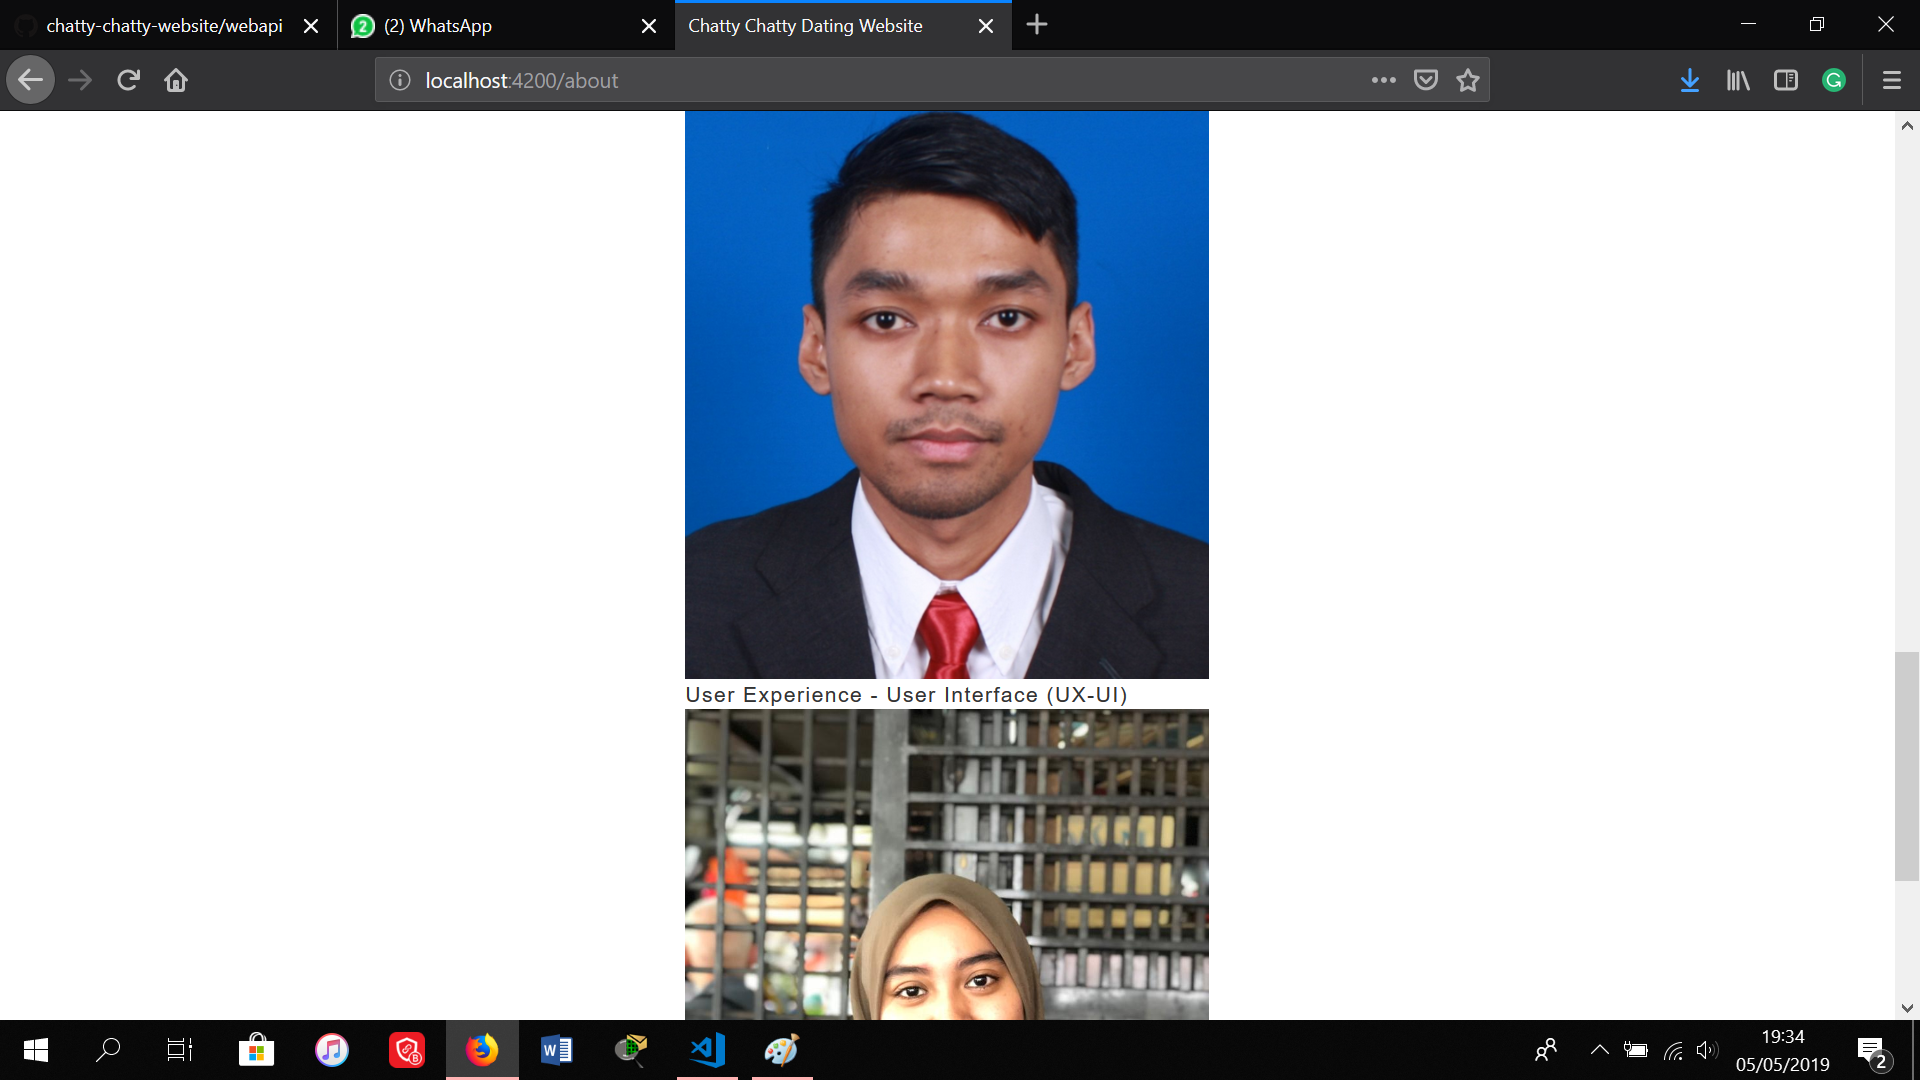 chatty-chatty-website/webapi
(2) WhatsApp
Chatty Chatty Dating Website
localhost:4200/about
User Experience - User Interface (UX-UI)
19:34
05/05/2019
2